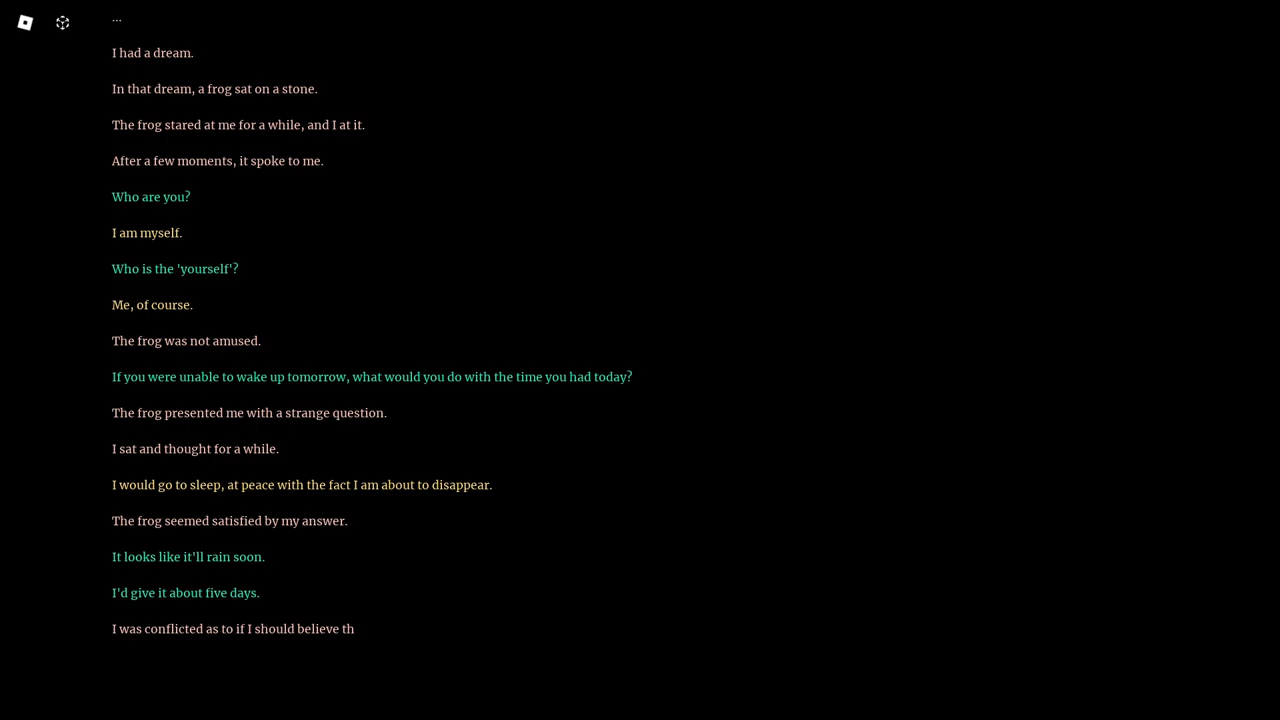 ...
I had a dream.
In that dream, a frog sat on a stone.
The frog stared at me for a while, and I at it.
After a few moments, it spoke to me.
Who are you?
I am myself.
Who is the 'yourself'?
Me, of course.
The frog was not amused.
If you were unable to wake up tomorrow, what would you do with the time you had today?
The frog presented me with a strange question.
I sat and thought for a while.
I would go to sleep, at peace with the fact I am about to disappear.
The frog seemed satisfied by my answer.
It looks like it'll rain soon.
I'd give it about five days.
I was conflicted as to if I should believe th